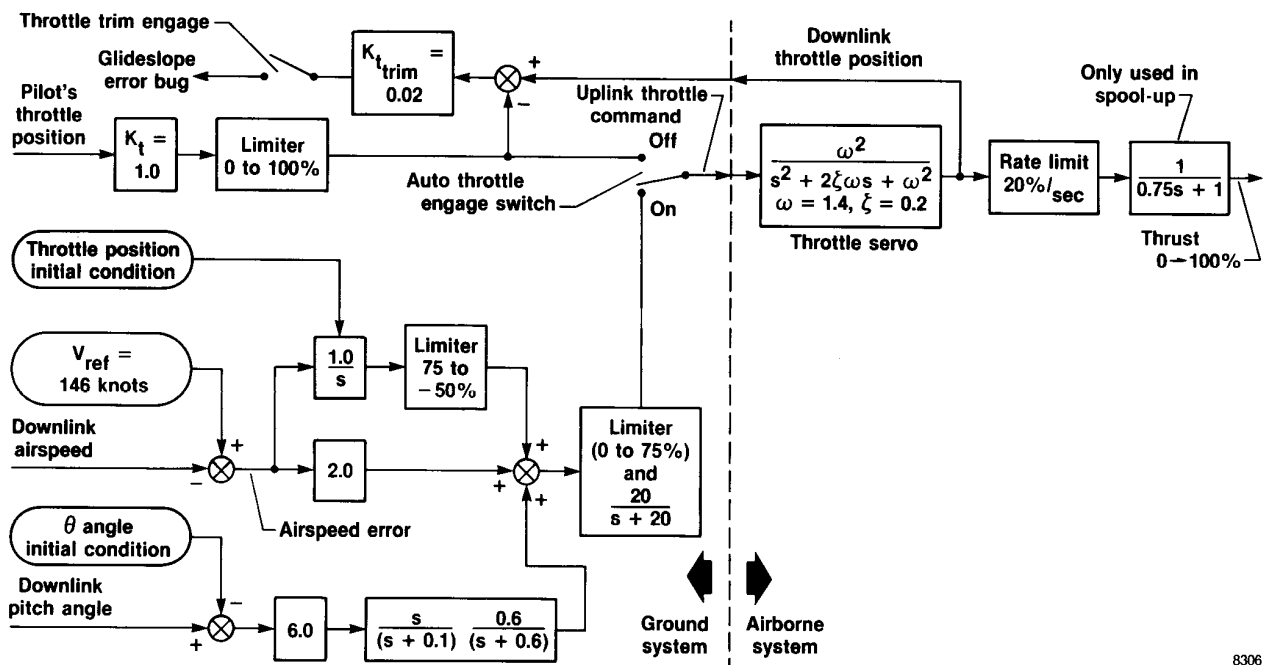 Throttle trim engage
Glideslope
error bug
K_t_trim =
0.02
+
−
Downlink
throttle position
Only used in
spool-up
Pilot's
throttle
position
K_t =
1.0
Limiter
0 to 100%
Uplink throttle
command
Off
Auto throttle
engage switch
On
ω²
s² + 2ζωs + ω²
ω = 1.4, ζ = 0.2
Throttle servo
Rate limit
20%/sec
1
0.75s + 1
Thrust
0→100%
Throttle position
initial condition
V_ref =
146 knots
1.0
s
Limiter
75 to
−50%
Downlink
airspeed
+
−
2.0
+
+
+
Limiter
(0 to 75%)
and
20
s + 20
Airspeed error
θ angle
initial condition
Downlink
pitch angle
−
+
6.0
s 0.6
(s + 0.1) (s + 0.6)
Ground
system
Airborne
system
8306